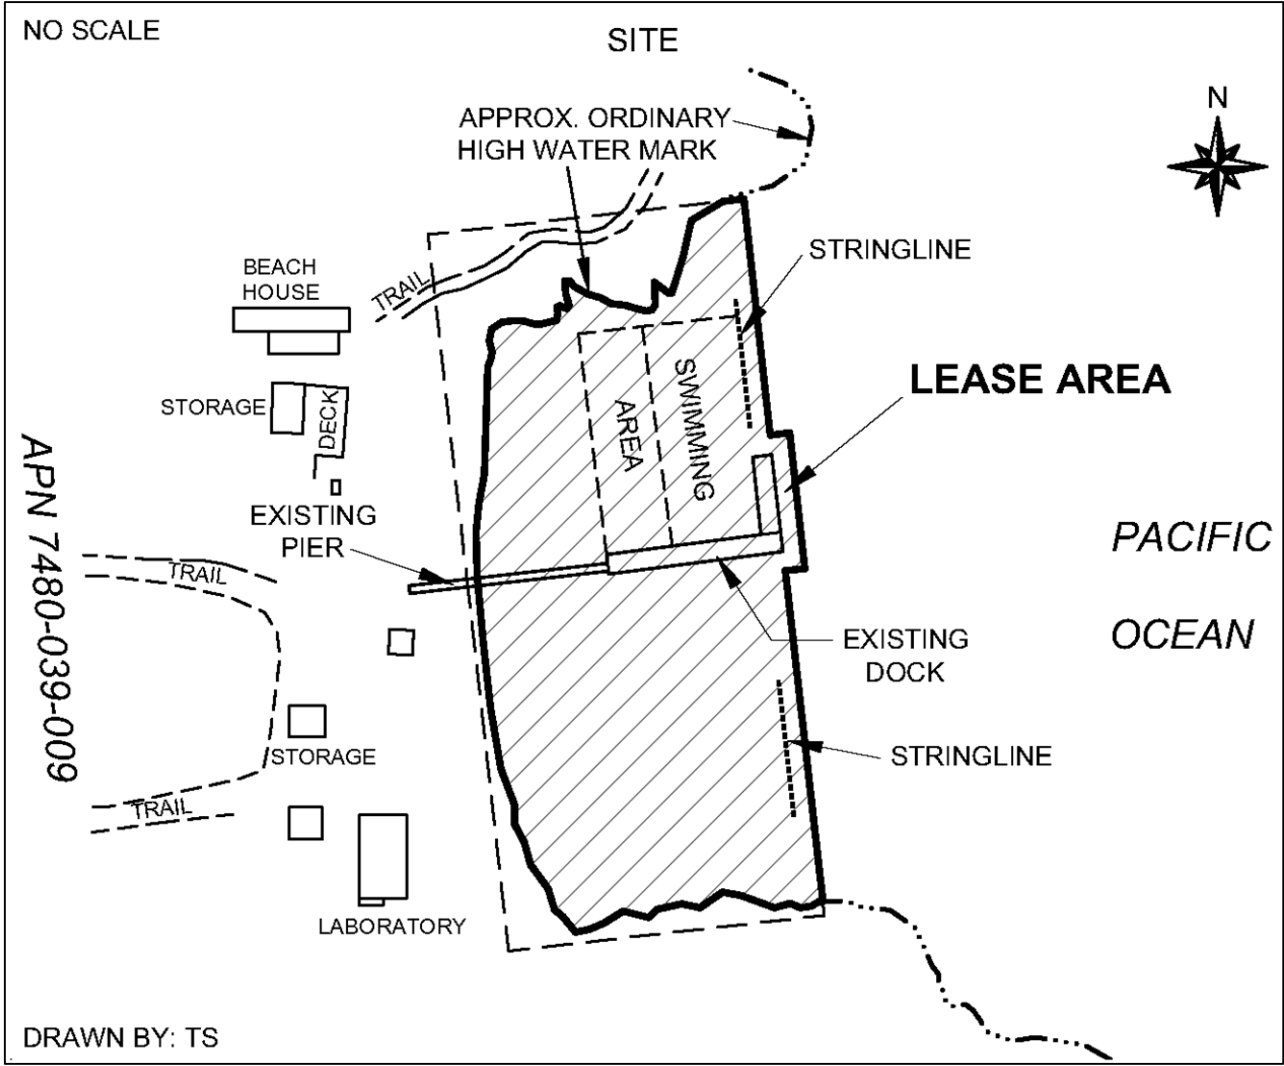 NO SCALE
SITE
N
APPROX. ORDINARY
HIGH WATER MARK
STRINGLINE
BEACH
HOUSE
TRAIL
LEASE AREA
STORAGE
DECK
AREA
SWIMMING
EXISTING
PIER
APN 7480-039-009
TRAIL
PACIFIC
OCEAN
EXISTING
DOCK
STORAGE
STRINGLINE
TRAIL
LABORATORY
DRAWN BY: TS